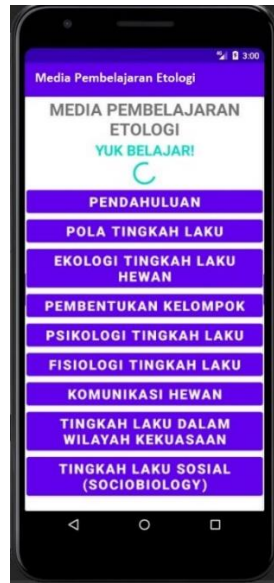 3:00
Media Pembelajaran Etologi
MEDIA PEMBELAJARAN
ETOLOGI
YUK BELAJAR!
PENDAHULUAN
POLA TINGKAH LAKU
EKOLOGI TINGKAH LAKU
HEWAN
PEMBENTUKAN KELOMPOK
PSIKOLOGI TINGKAH LAKU
FISIOLOGI TINGKAH LAKU
KOMUNIKASI HEWAN
TINGKAH LAKU DALAM
WILAYAH KEKUASAAN
TINGKAH LAKU SOSIAL
(SOCIOBIOLOGY)